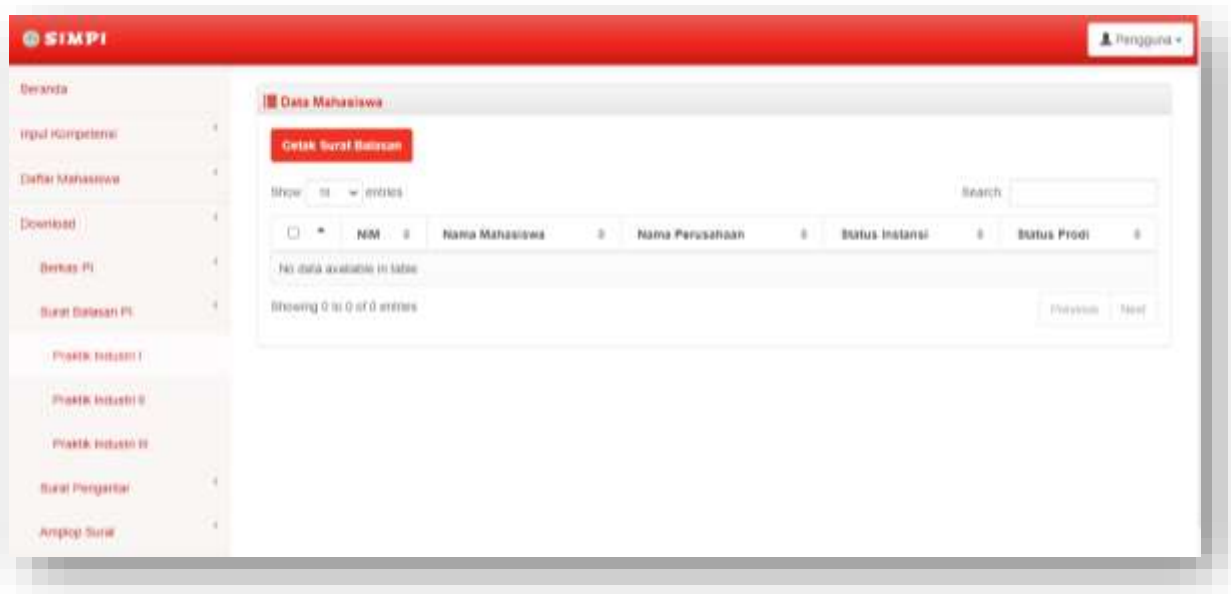 SIMPI
Pengguna
Beranda
Input Kompetensi
Daftar Mahasiswa
Download
Berkas PI
Surat Balasan PI
Praktik Industri I
Praktik Industri II
Praktik Industri III
Surat Pengantar
Amplop Surat
Data Mahasiswa
Cetak Surat Balasan
Show 10 entries
Search
NIM Nama Mahasiswa Nama Perusahaan Status Instansi Status Prodi
No data available in table
Showing 0 to 0 of 0 entries
Previous Next